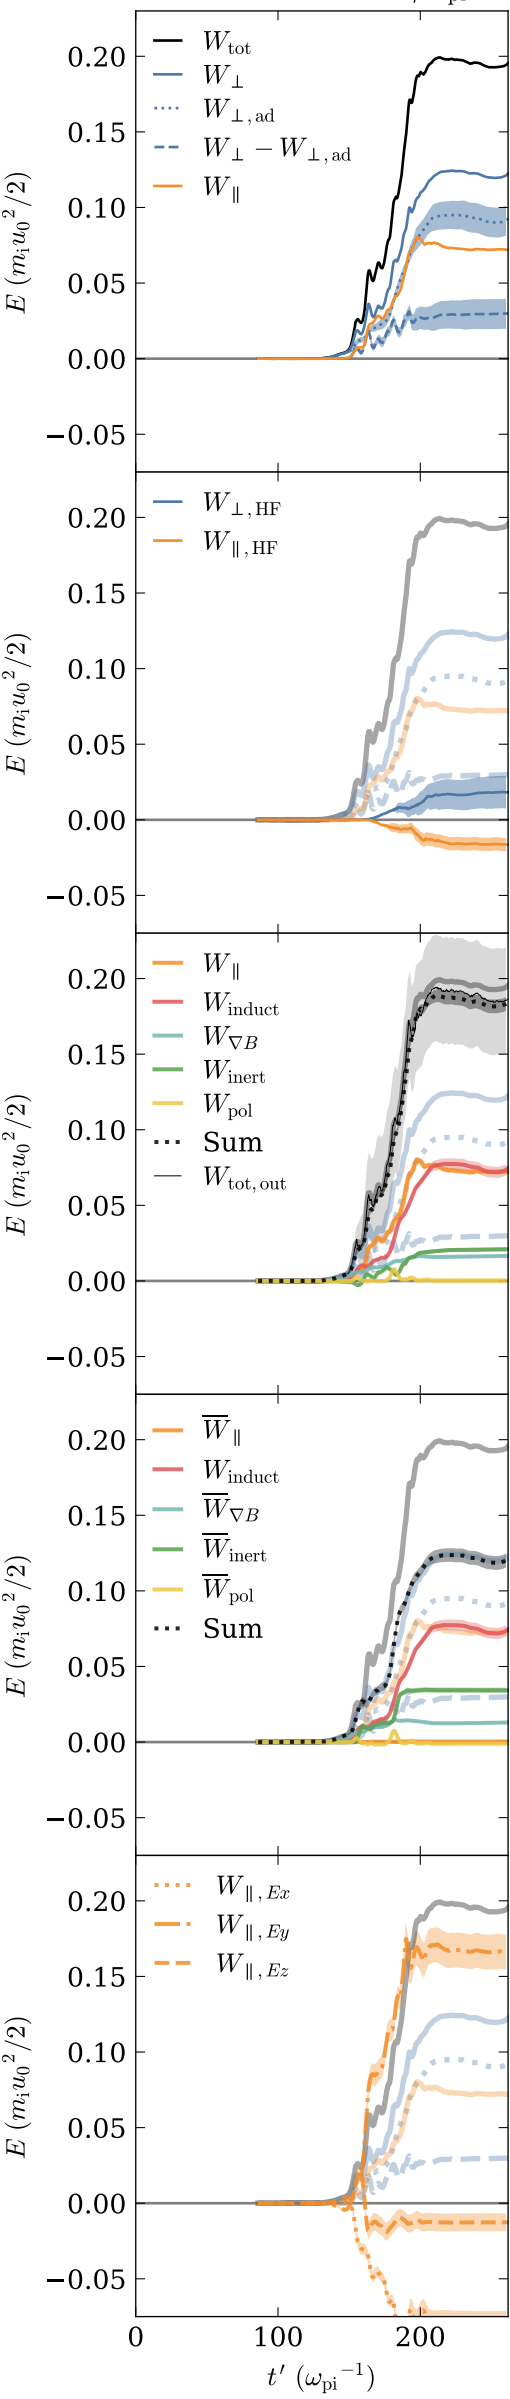 0.20
0.15
0.10
0.05
0.00
−0.05
E (m_i u_0^2/2)
W_tot
W_⊥
W_⊥,ad
W_⊥ − W_⊥,ad
W_∥
0.20
0.15
0.10
0.05
0.00
−0.05
E (m_i u_0^2/2)
W_⊥,HF
W_∥,HF
0.20
0.15
0.10
0.05
0.00
−0.05
E (m_i u_0^2/2)
W_∥
W_induct
W_∇B
W_inert
W_pol
Sum
W_tot,out
0.20
0.15
0.10
0.05
0.00
−0.05
E (m_i u_0^2/2)
W̅_∥
W_induct
W̅_∇B
W̅_inert
W̅_pol
Sum
0.20
0.15
0.10
0.05
0.00
−0.05
E (m_i u_0^2/2)
W_∥,Ex
W_∥,Ey
W_∥,Ez
0 100 200
t′ (ω_pi^−1)